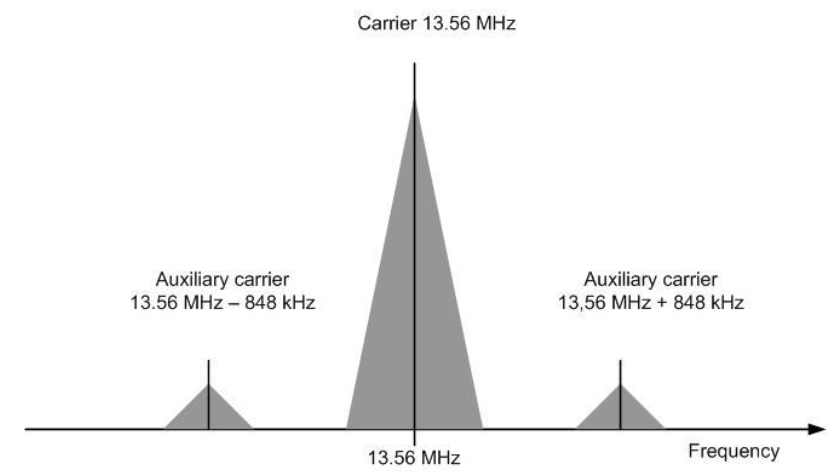 Carrier 13.56 MHz
Auxiliary carrier
13.56 MHz – 848 kHz
Auxiliary carrier
13,56 MHz + 848 kHz
13.56 MHz
Frequency